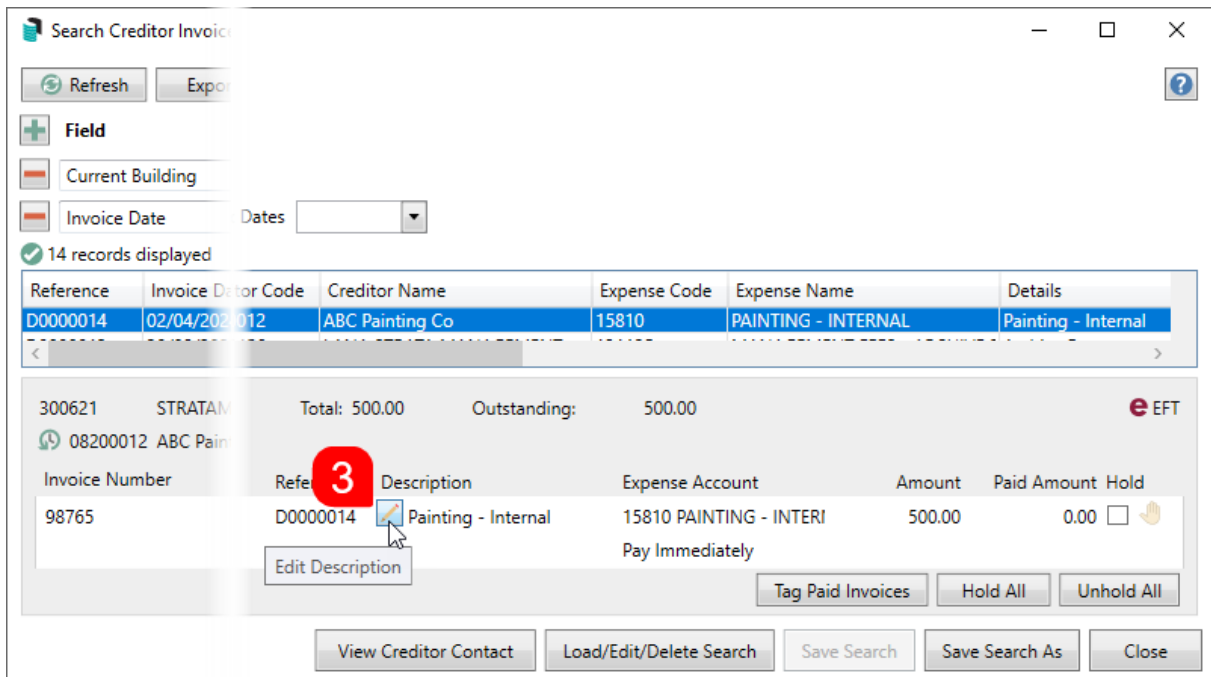 Search Creditor Invoic
Refresh Expor
Field
Current Building
Invoice Date Dates
14 records displayed
Reference Invoice D tor Code Creditor Name Expense Code Expense Name Details
D0000014 02/04/202 012 ABC Painting Co 15810 PAINTING - INTERNAL Painting - Internal
300621 STRATAM Total: 500.00 Outstanding: 500.00 e EFT
08200012 ABC Pain
Invoice Number Refe 3 Description Expense Account Amount Paid Amount Hold
98765 D0000014 Painting - Internal 15810 PAINTING - INTERI 500.00 0.00
Pay Immediately
Edit Description
Tag Paid Invoices Hold All Unhold All
View Creditor Contact Load/Edit/Delete Search Save Search Save Search As Close